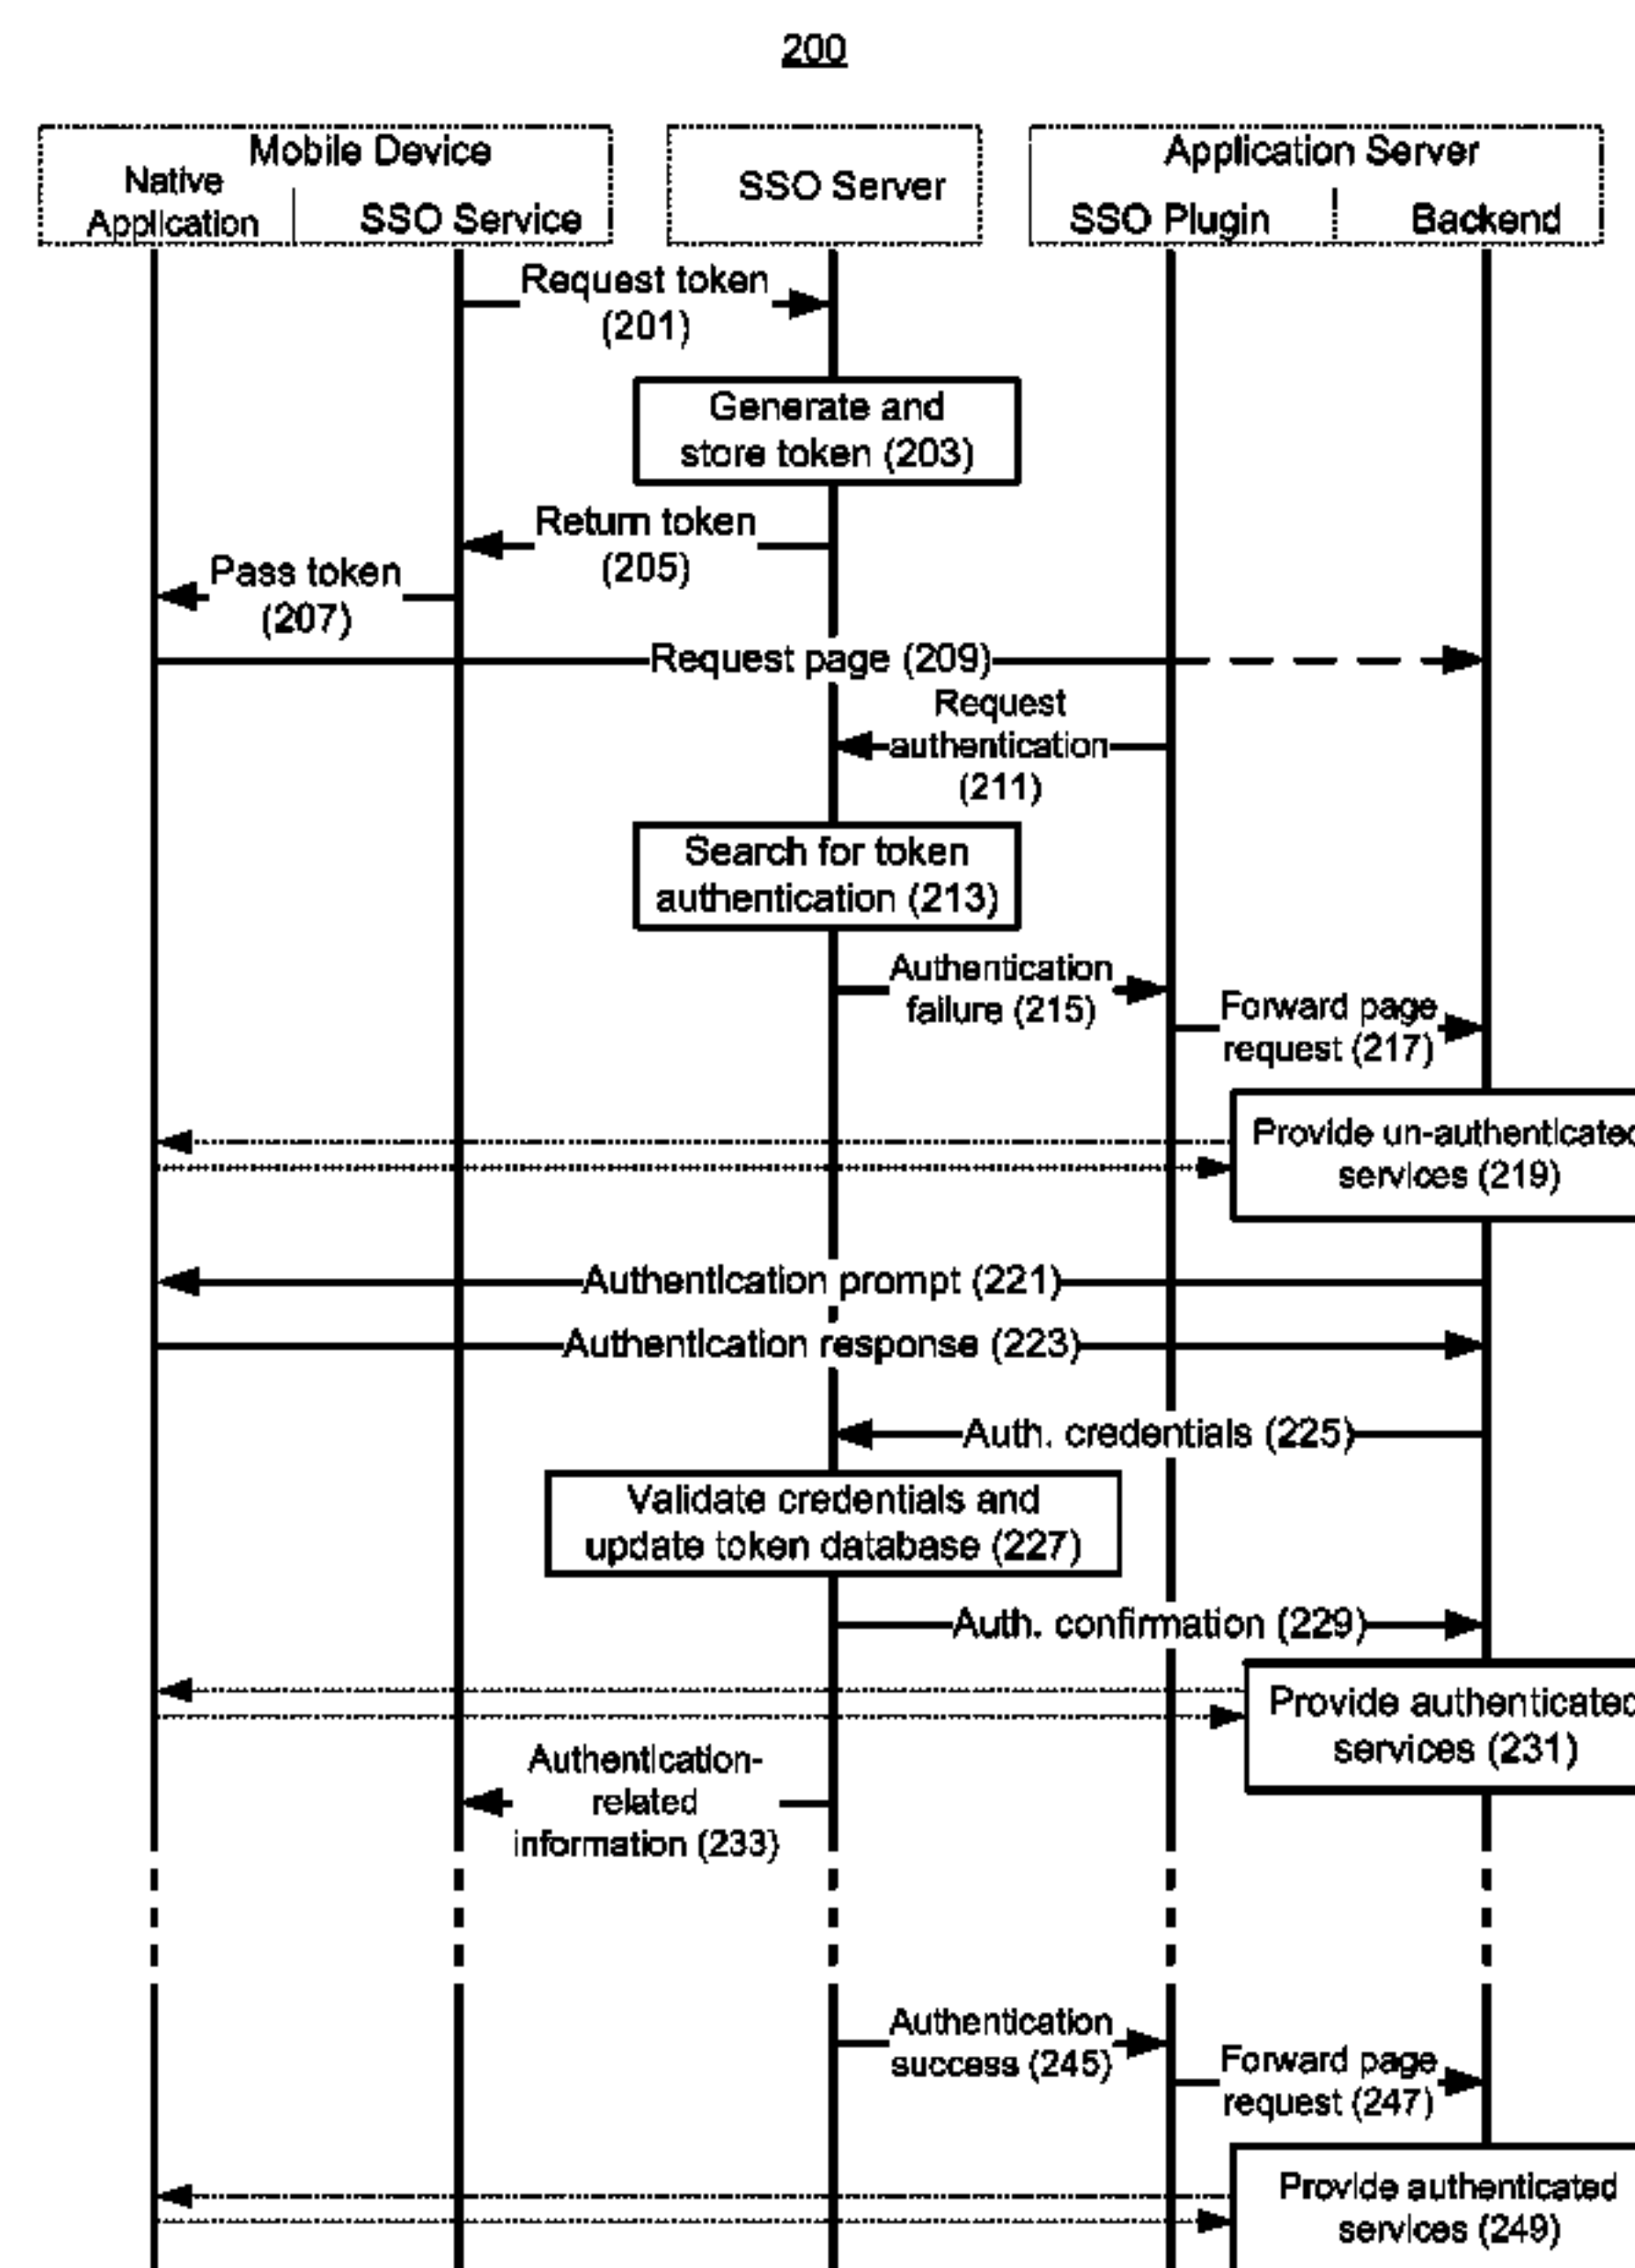 200
Mobile Device
Native
Application
SSO Service
SSO Server
Application Server
SSO Plugin
Backend
Request token
(201)
Generate and
store token (203)
Return token
(205)
Pass token
(207)
Request page (209)
Request
authentication
(211)
Search for token
authentication (213)
Authentication
failure (215)
Forward page
request (217)
Provide un-authenticated
services (219)
Authentication prompt (221)
Authentication response (223)
Auth. credentials (225)
Validate credentials and
update token database (227)
Auth. confirmation (229)
Provide authenticated
services (231)
Authentication-
related
information (233)
Authentication
success (245)
Forward page
request (247)
Provide authenticated
services (249)